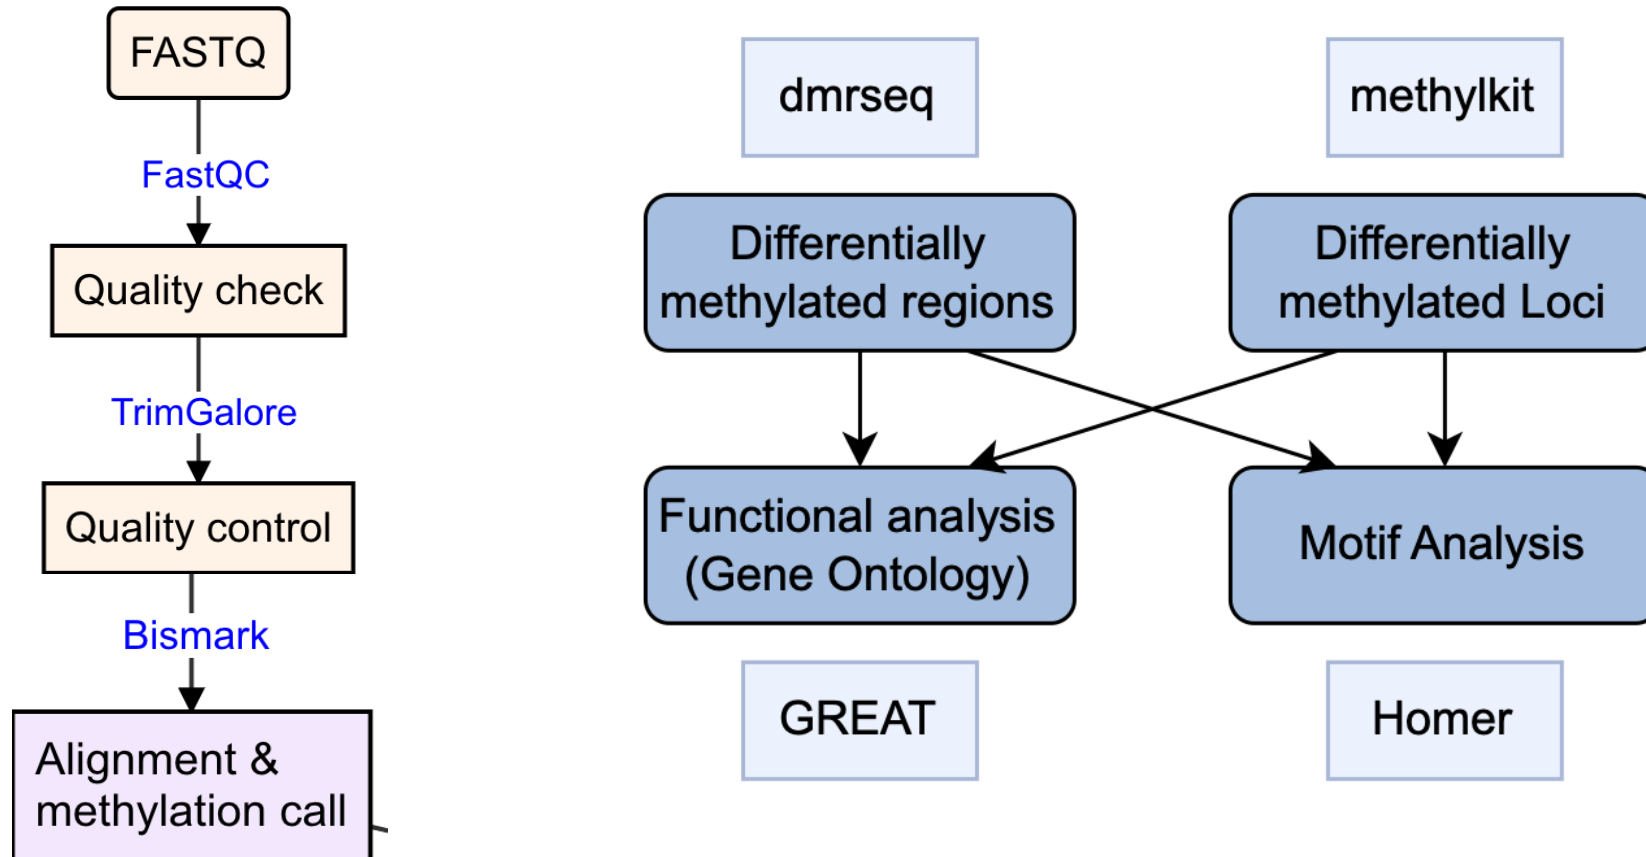 FASTQ
FastQC
Quality check
TrimGalore
Quality control
Bismark
Alignment &
methylation call
dmrseq
methylkit
Differentially
methylated regions
Differentially
methylated Loci
Functional analysis
(Gene Ontology)
Motif Analysis
GREAT
Homer